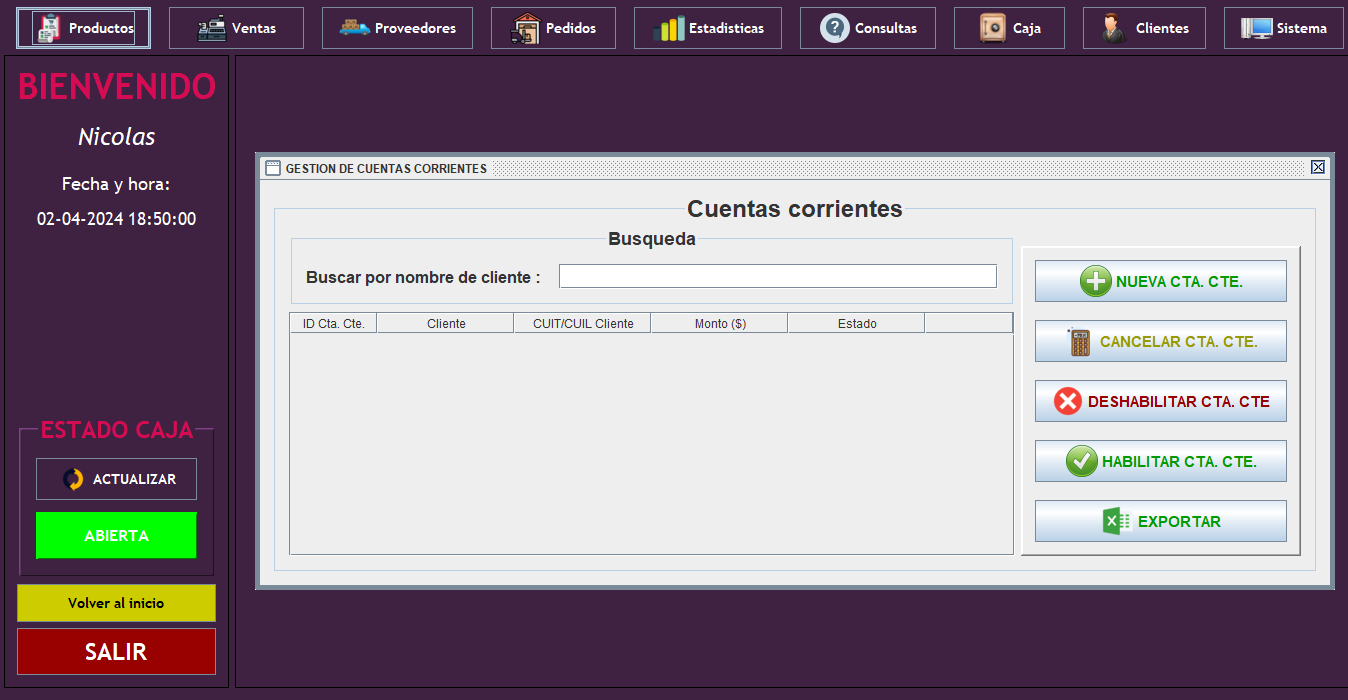 Productos
Ventas
Proveedores
Pedidos
Estadisticas
Consultas
Caja
Clientes
Sistema
BIENVENIDO
Nicolas
Fecha y hora:
02-04-2024 18:50:00
ESTADO CAJA
ACTUALIZAR
ABIERTA
Volver al inicio
SALIR
GESTION DE CUENTAS CORRIENTES
Cuentas corrientes
Busqueda
Buscar por nombre de cliente :
ID Cta. Cte.
Cliente
CUIT/CUIL Cliente
Monto ($)
Estado
NUEVA CTA. CTE.
CANCELAR CTA. CTE.
DESHABILITAR CTA. CTE
HABILITAR CTA. CTE.
EXPORTAR